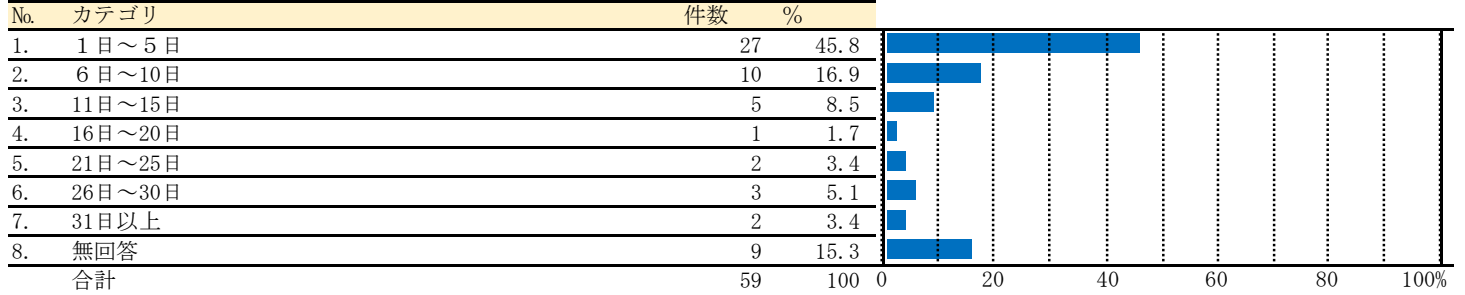 № カテゴリ 件数 %
1. １日～５日 27 45.8
2. ６日～10日 10 16.9
3. 11日～15日 5 8.5
4. 16日～20日 1 1.7
5. 21日～25日 2 3.4
6. 26日～30日 3 5.1
7. 31日以上 2 3.4
8. 無回答 9 15.3
合計 59 100 0 20 40 60 80 100%